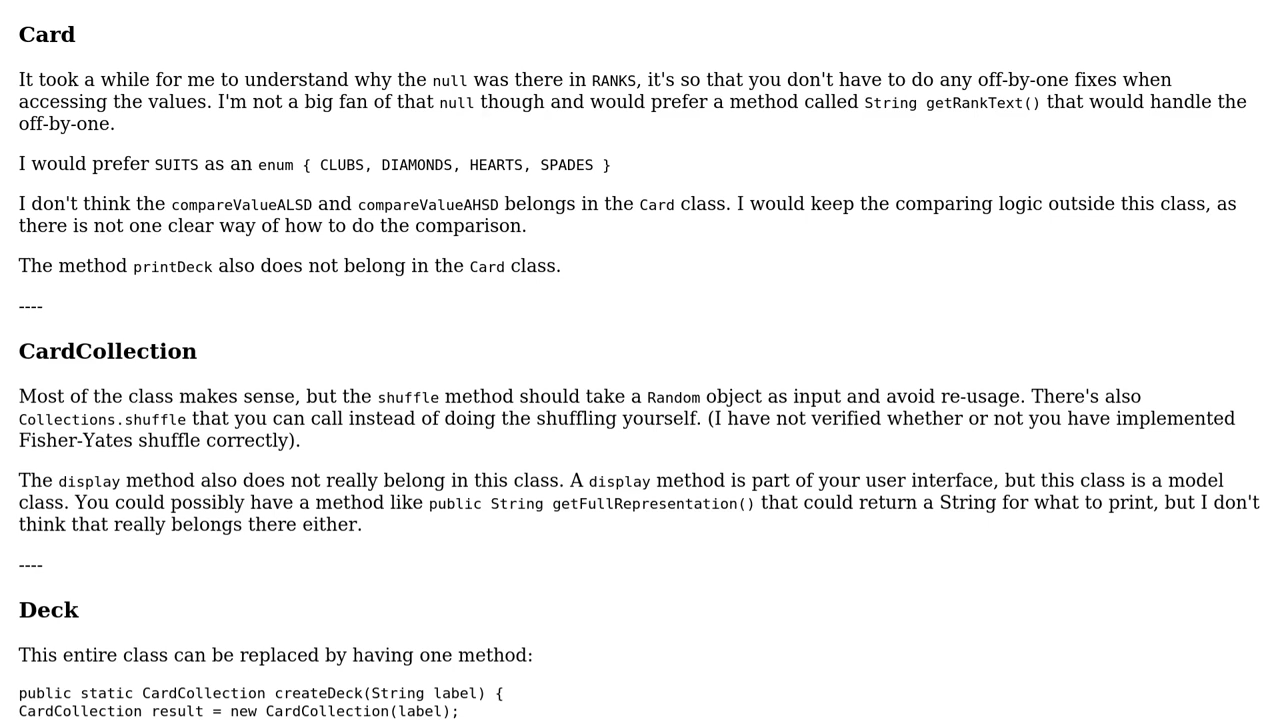 Card
It took a while for me to understand why the null was there in RANKS, it's so that you don't have to do any off-by-one fixes when
accessing the values. I'm not a big fan of that null though and would prefer a method called String getRankText() that would handle the
off-by-one.
I would prefer SUITS as an enum { CLUBS, DIAMONDS, HEARTS, SPADES }
I don't think the compareValueALSD and compareValueAHSD belongs in the Card class. I would keep the comparing logic outside this class, as
there is not one clear way of how to do the comparison.
The method printDeck also does not belong in the Card class.
----
CardCollection
Most of the class makes sense, but the shuffle method should take a Random object as input and avoid re-usage. There's also
Collections.shuffle that you can call instead of doing the shuffling yourself. (I have not verified whether or not you have implemented
Fisher-Yates shuffle correctly).
The display method also does not really belong in this class. A display method is part of your user interface, but this class is a model
class. You could possibly have a method like public String getFullRepresentation() that could return a String for what to print, but I don't
think that really belongs there either.
----
Deck
This entire class can be replaced by having one method:
public static CardCollection createDeck(String label) {
CardCollection result = new CardCollection(label);